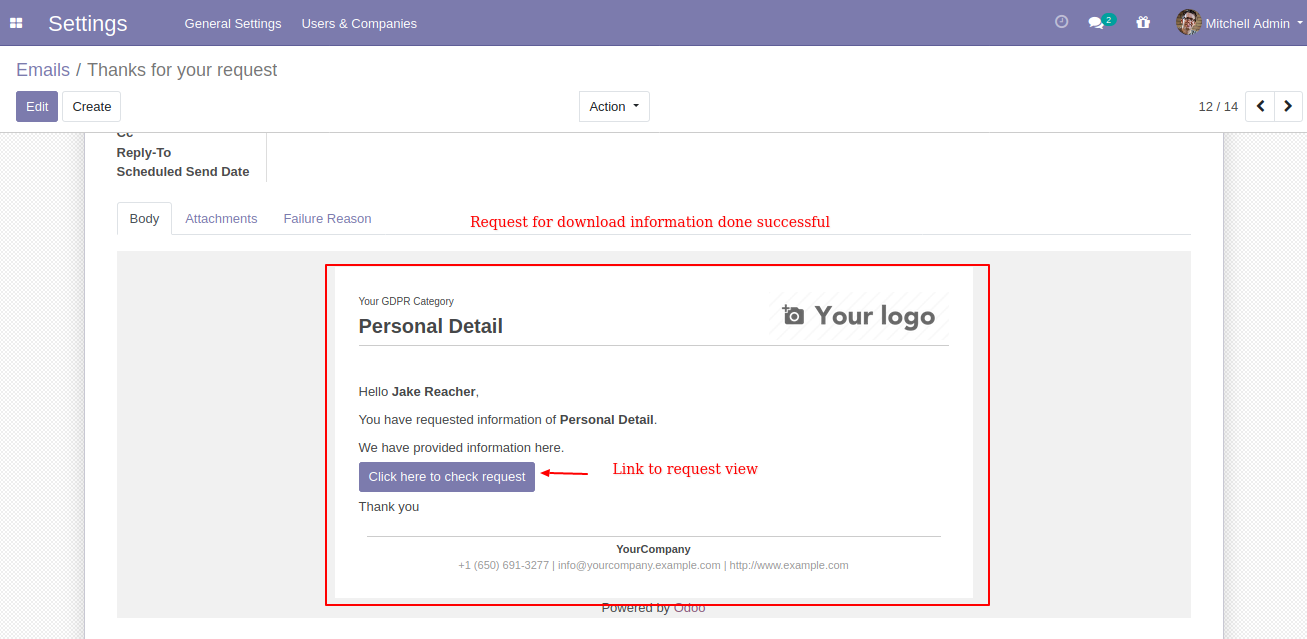 Settings General Settings Users & Companies 2 Mitchell Admin
Emails / Thanks for your request
Edit Create Action 12 / 14
Cc
Reply-To
Scheduled Send Date
Body Attachments Failure Reason
Request for download information done successful
Your GDPR Category
Personal Detail
Your logo
Hello Jake Reacher,
You have requested information of Personal Detail.
We have provided information here.
Click here to check request
Link to request view
Thank you
YourCompany
+1 (650) 691-3277 | info@yourcompany.example.com | http://www.example.com
Powered by Odoo